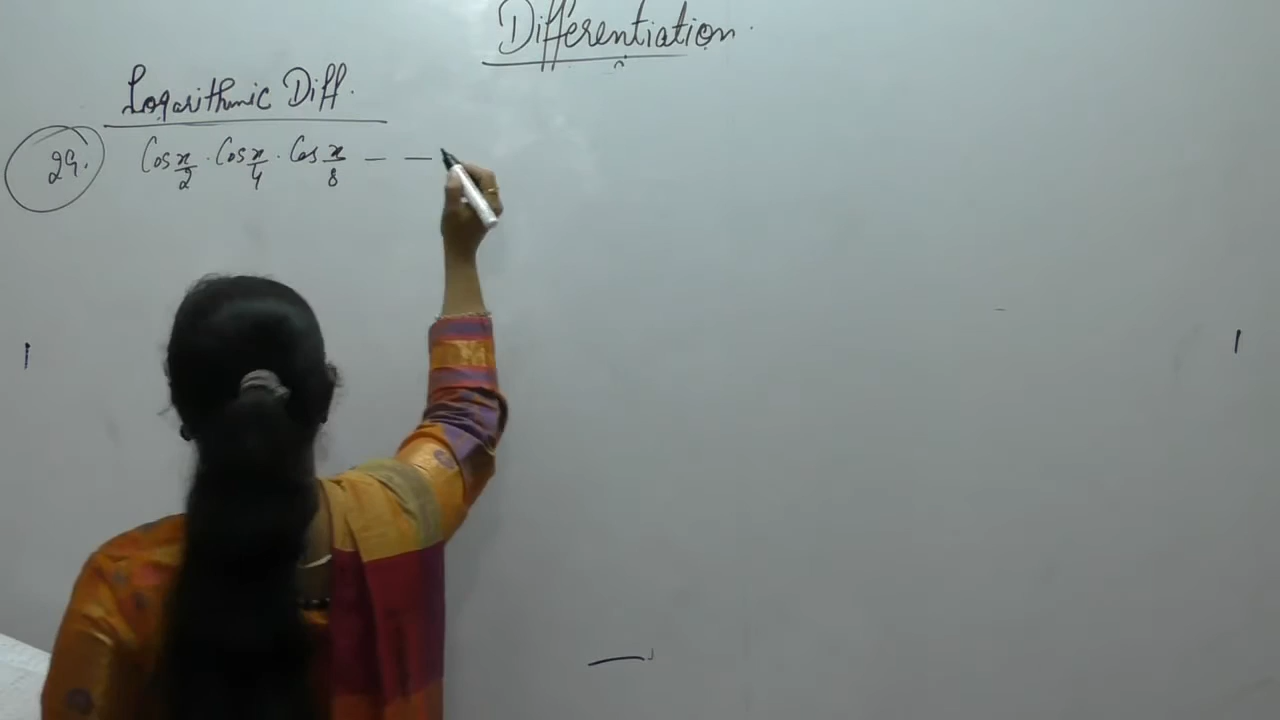 Differentiation.
Logarithmic Diff.
29. Cos x/2 . Cos x/4 . Cos x/8 – –